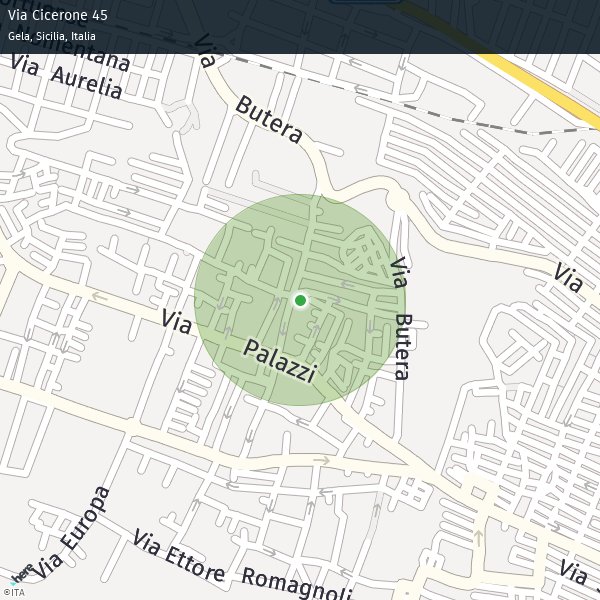 Via Cicerone 45
Gela, Sicilia, Italia
Nomentana
Via Aurelia
Via Butera
Via Butera
Via
Via Palazzi
Via Europa
Via Ettore Romagnoli
Via
here
©ITA